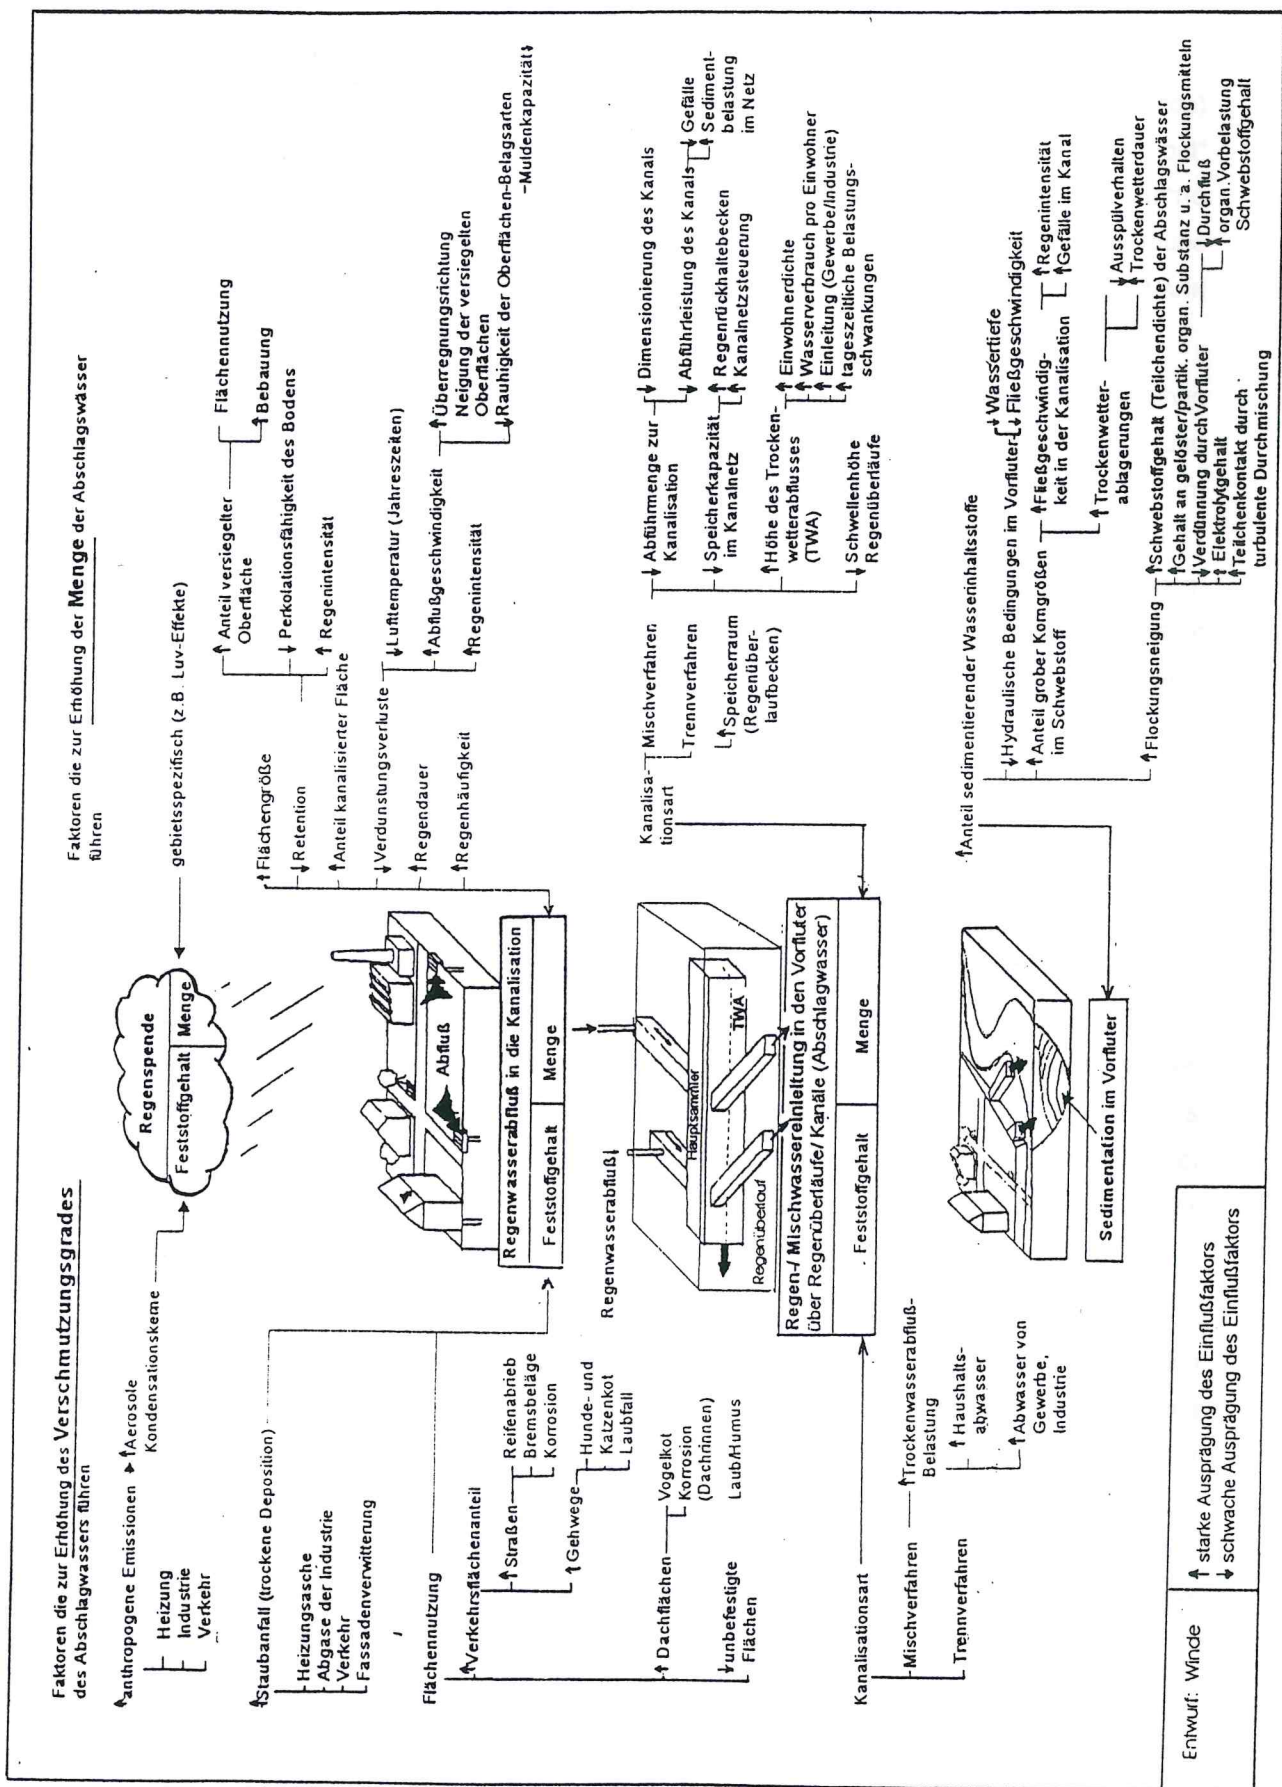 Faktoren die zur Erhöhung des Verschmutzungsgrades
des Abschlagwassers führen
Faktoren die zur Erhöhung der Menge der Abschlagswässer
führen
↑anthropogene Emissionen ► ↑Aerosole
Kondensationskerne
Heizung
Industrie
Verkehr
Regenspende
Feststoffgehalt
Menge
gebietsspezifisch (z.B. Luv-Effekte)
↑Staubanfall (trockene Deposition)
Heizungsasche
Abgase der Industrie
Verkehr
Fassadenverwitterung
Flächennutzung
↑Verkehrsflächenanteil
↑Straßen
Reifenabrieb
Bremsbeläge
Korrosion
↑Gehwege
Hunde- und
Katzenkot
Laubfall
↑Dachflächen
Vogelkot
Korrosion
(Dachrinnen)
Laub/Humus
↓unbefestigte
Flächen
Abfluß
Regenwasserabfluß in die Kanalisation
Feststoffgehalt
Menge
↑Flächengröße
↓Retention
↑Anteil versiegelter
Oberfläche
Flächennutzung
↑Bebauung
↓Perkolationsfähigkeit des Bodens
↑Regenintensität
↑Anteil kanalisierter Fläche
↓Verdunstungsverluste
↓Lufttemperatur (Jahreszeiten)
↑Abflußgeschwindigkeit
↑Überregnungsrichtung
Neigung der versiegelten
Oberflächen
↓Rauhigkeit der Oberflächen-Belagsarten
-Muldenkapazität↓
↑Regenintensität
↑Regendauer
↑Regenhäufigkeit
Kanalisationsart
Mischverfahren
↑Trockenwasserabfluß-
Belastung
↑Haushalts-
abwasser
↑Abwasser von
Gewerbe,
Industrie
Trennverfahren
Regenwasserabfluß↓
Hauptsammler
TWA
Regenüberlauf
Regen-/ Mischwassereinleitung in den Vorfluter
über Regenüberläufe/ Kanäle (Abschlagwasser)
Feststoffgehalt
Menge
Kanalisa-
tionsart
Mischverfahren
Trennverfahren
↑Speicherraum
(Regenüber-
laufbecken)
↓Abführmenge zur
Kanalisation
↓Dimensionierung des Kanals
↓Abführleistung des Kanals
↓Gefälle
↑Sediment-
belastung
im Netz
↓Speicherkapazität
im Kanalnetz
↑Regenrückhaltebecken
↑Kanalnetzsteuerung
↑Höhe des Trocken-
wetterabflusses
(TWA)
↑Einwohnerdichte
↑Wasserverbrauch pro Einwohner
↑Einleitung (Gewerbe/Industrie)
↑tageszeitliche Belastungs-
schwankungen
↓Schwellenhöhe
Regenüberläufe
Sedimentation im Vorfluter
↑Anteil sedimentierender Wasserinhaltsstoffe
↓Hydraulische Bedingungen im Vorfluter
↓Wassertiefe
↓Fließgeschwindigkeit
↑Anteil grober Korngrößen
im Schwebstoff
↑Fließgeschwindig-
keit in der Kanalisation
↑Regenintensität
↑Gefälle im Kanal
↑Trockenwetter-
ablagerungen
↓Ausspülverhalten
↑Trockenwetterdauer
↑Flockungsneigung
↑Schwebstoffgehalt (Teilchendichte) der Abschlagswässer
↑Gehalt an gelöster/partik. organ. Substanz u. a. Flockungsmitteln
↓Verdünnung durch Vorfluter
↓Durchfluß
↑organ. Vorbelastung
Schwebstoffgehalt
↑Elektrolytgehalt
↑Teilchenkontakt durch
turbulente Durchmischung
Entwurf: Winde
↑ starke Ausprägung des Einflußfaktors
↓ schwache Ausprägung des Einflußfaktors